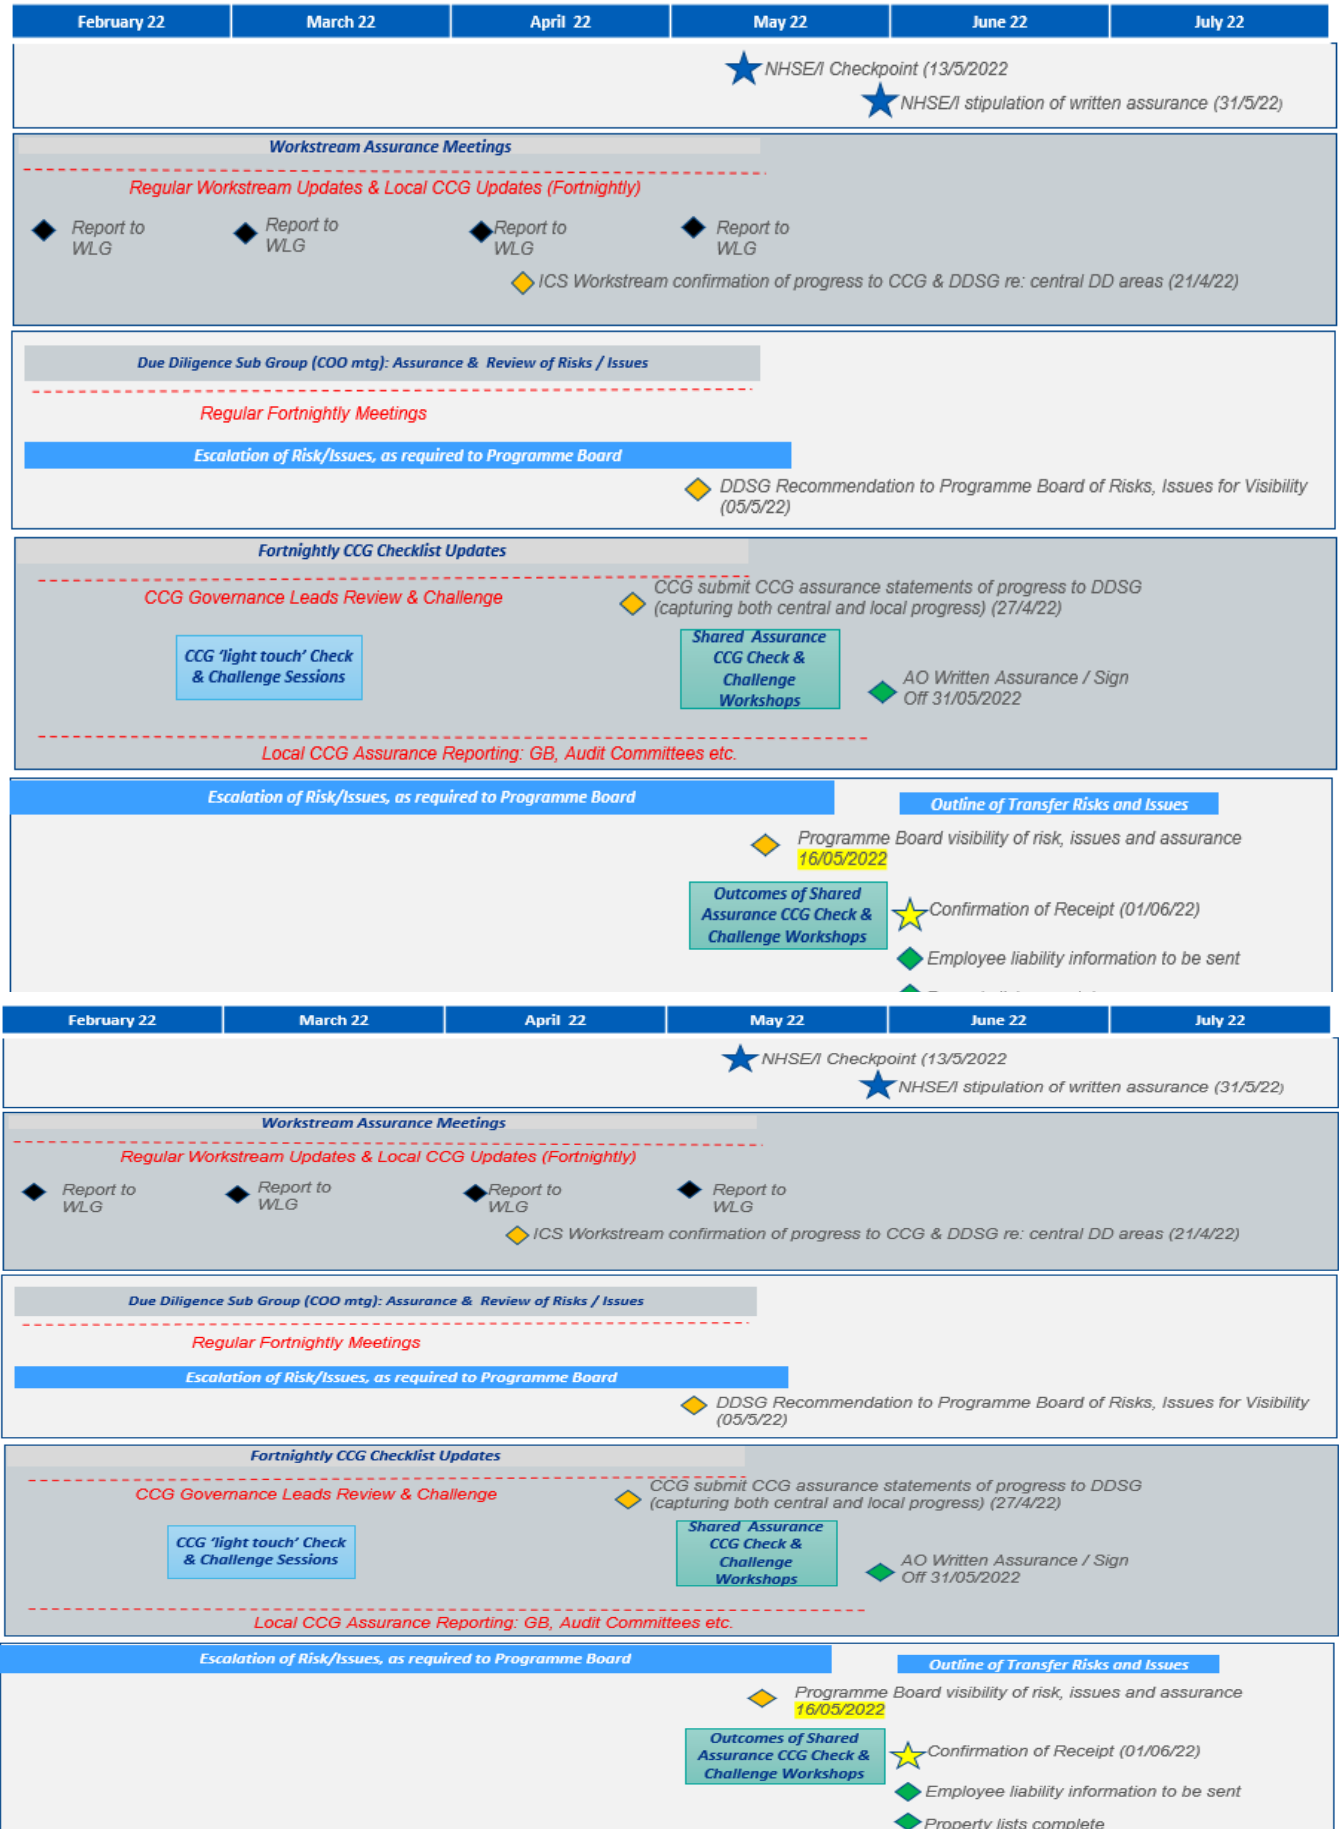 February 22 March 22 April 22 May 22 June 22 July 22
NHSE/I Checkpoint (13/5/2022
NHSE/I stipulation of written assurance (31/5/22)
Workstream Assurance Meetings
Regular Workstream Updates & Local CCG Updates (Fortnightly)
Report to
WLG
Report to
WLG
Report to
WLG
Report to
WLG
ICS Workstream confirmation of progress to CCG & DDSG re: central DD areas (21/4/22)
Due Diligence Sub Group (COO mtg): Assurance & Review of Risks / Issues
Regular Fortnightly Meetings
Escalation of Risk/Issues, as required to Programme Board
DDSG Recommendation to Programme Board of Risks, Issues for Visibility
(05/5/22)
Fortnightly CCG Checklist Updates
CCG Governance Leads Review & Challenge
CCG submit CCG assurance statements of progress to DDSG
(capturing both central and local progress) (27/4/22)
CCG 'light touch' Check
& Challenge Sessions
Shared Assurance
CCG Check &
Challenge
Workshops
AO Written Assurance / Sign
Off 31/05/2022
Local CCG Assurance Reporting: GB, Audit Committees etc.
Escalation of Risk/Issues, as required to Programme Board
Outline of Transfer Risks and Issues
Programme Board visibility of risk, issues and assurance
16/05/2022
Outcomes of Shared
Assurance CCG Check &
Challenge Workshops
Confirmation of Receipt (01/06/22)
Employee liability information to be sent
February 22 March 22 April 22 May 22 June 22 July 22
NHSE/I Checkpoint (13/5/2022
NHSE/I stipulation of written assurance (31/5/22)
Workstream Assurance Meetings
Regular Workstream Updates & Local CCG Updates (Fortnightly)
Report to
WLG
Report to
WLG
Report to
WLG
Report to
WLG
ICS Workstream confirmation of progress to CCG & DDSG re: central DD areas (21/4/22)
Due Diligence Sub Group (COO mtg): Assurance & Review of Risks / Issues
Regular Fortnightly Meetings
Escalation of Risk/Issues, as required to Programme Board
DDSG Recommendation to Programme Board of Risks, Issues for Visibility
(05/5/22)
Fortnightly CCG Checklist Updates
CCG Governance Leads Review & Challenge
CCG submit CCG assurance statements of progress to DDSG
(capturing both central and local progress) (27/4/22)
CCG 'light touch' Check
& Challenge Sessions
Shared Assurance
CCG Check &
Challenge
Workshops
AO Written Assurance / Sign
Off 31/05/2022
Local CCG Assurance Reporting: GB, Audit Committees etc.
Escalation of Risk/Issues, as required to Programme Board
Outline of Transfer Risks and Issues
Programme Board visibility of risk, issues and assurance
16/05/2022
Outcomes of Shared
Assurance CCG Check &
Challenge Workshops
Confirmation of Receipt (01/06/22)
Employee liability information to be sent
Property lists complete